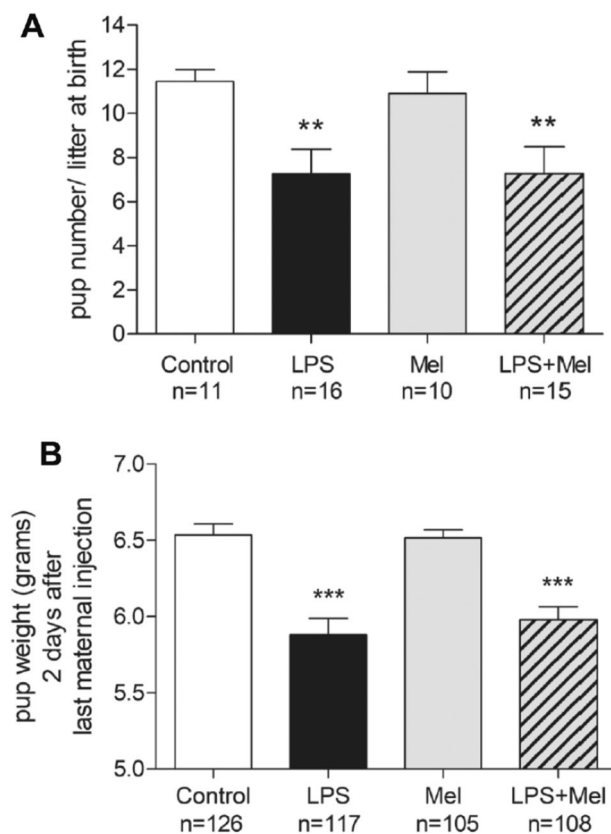 A
pup number/ litter at birth
14
12
10
8
6
4
2
0
**
**
Control
LPS
Mel
LPS+Mel
n=11
n=16
n=10
n=15
B
pup weight (grams)
2 days after
last maternal injection
7.0
6.5
6.0
5.5
5.0
***
***
Control
LPS
Mel
LPS+Mel
n=126
n=117
n=105
n=108